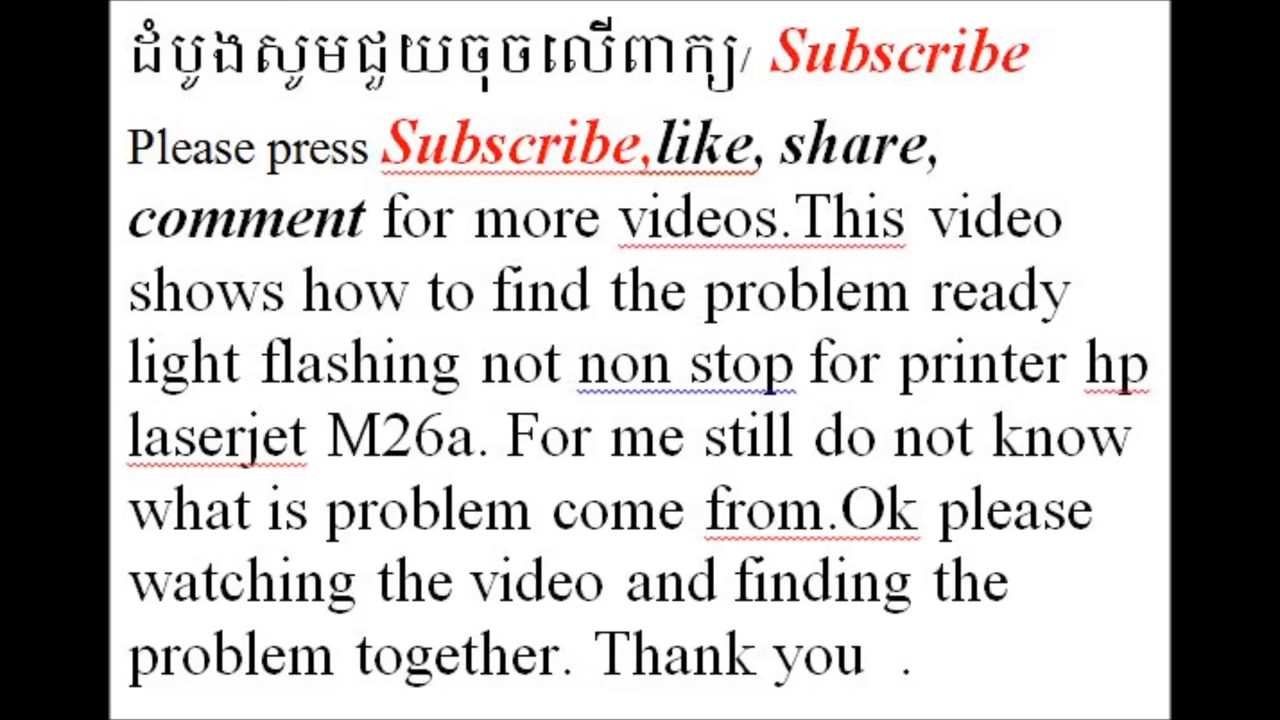 ដំបូងសូមជួយចុចលើពាក្យ/ Subscribe
Please press Subscribe,like, share,
comment for more videos.This video
shows how to find the problem ready
light flashing not non stop for printer hp
laserjet M26a. For me still do not know
what is problem come from.Ok please
watching the video and finding the
problem together. Thank you .